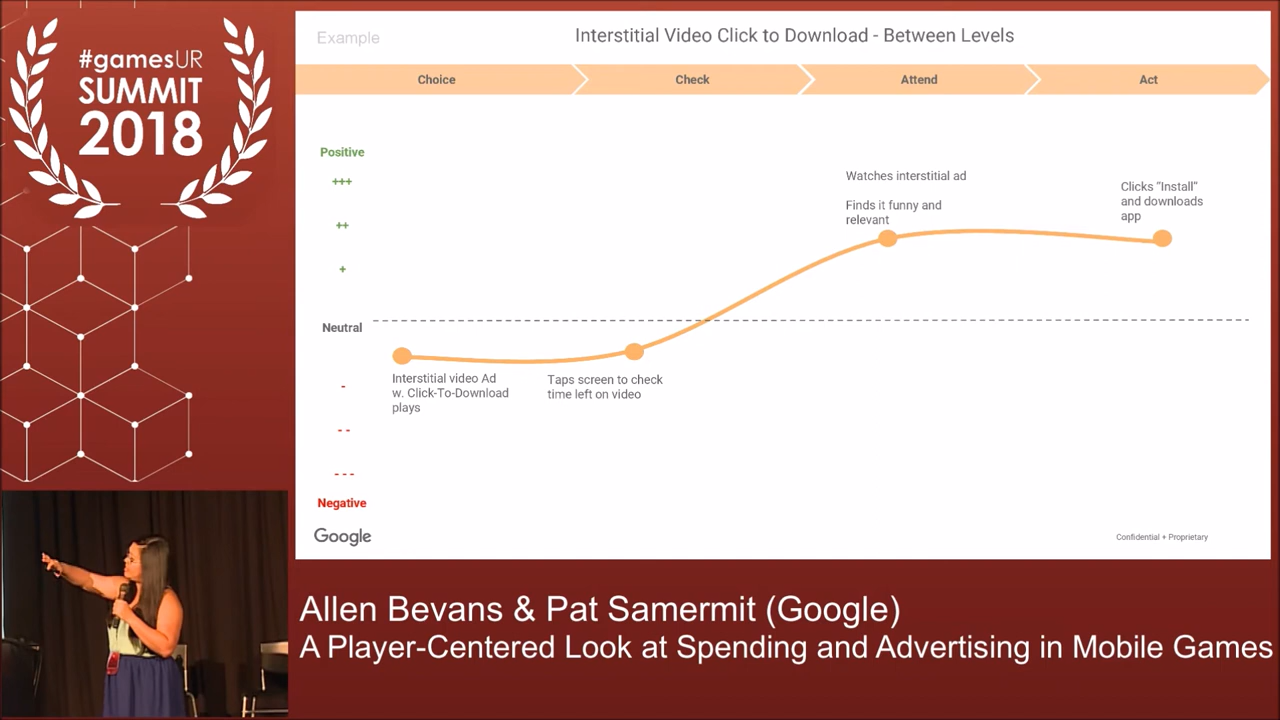 #gamesUR
SUMMIT
2018
Example
Interstitial Video Click to Download - Between Levels
Choice
Check
Attend
Act
Positive
+++
++
+
Neutral
-
- -
- - -
Negative
Watches interstitial ad
Finds it funny and
relevant
Clicks “Install”
and downloads
app
Interstitial video Ad
w. Click-To-Download
plays
Taps screen to check
time left on video
Google
Confidential + Proprietary
Allen Bevans & Pat Samermit (Google)
A Player-Centered Look at Spending and Advertising in Mobile Games